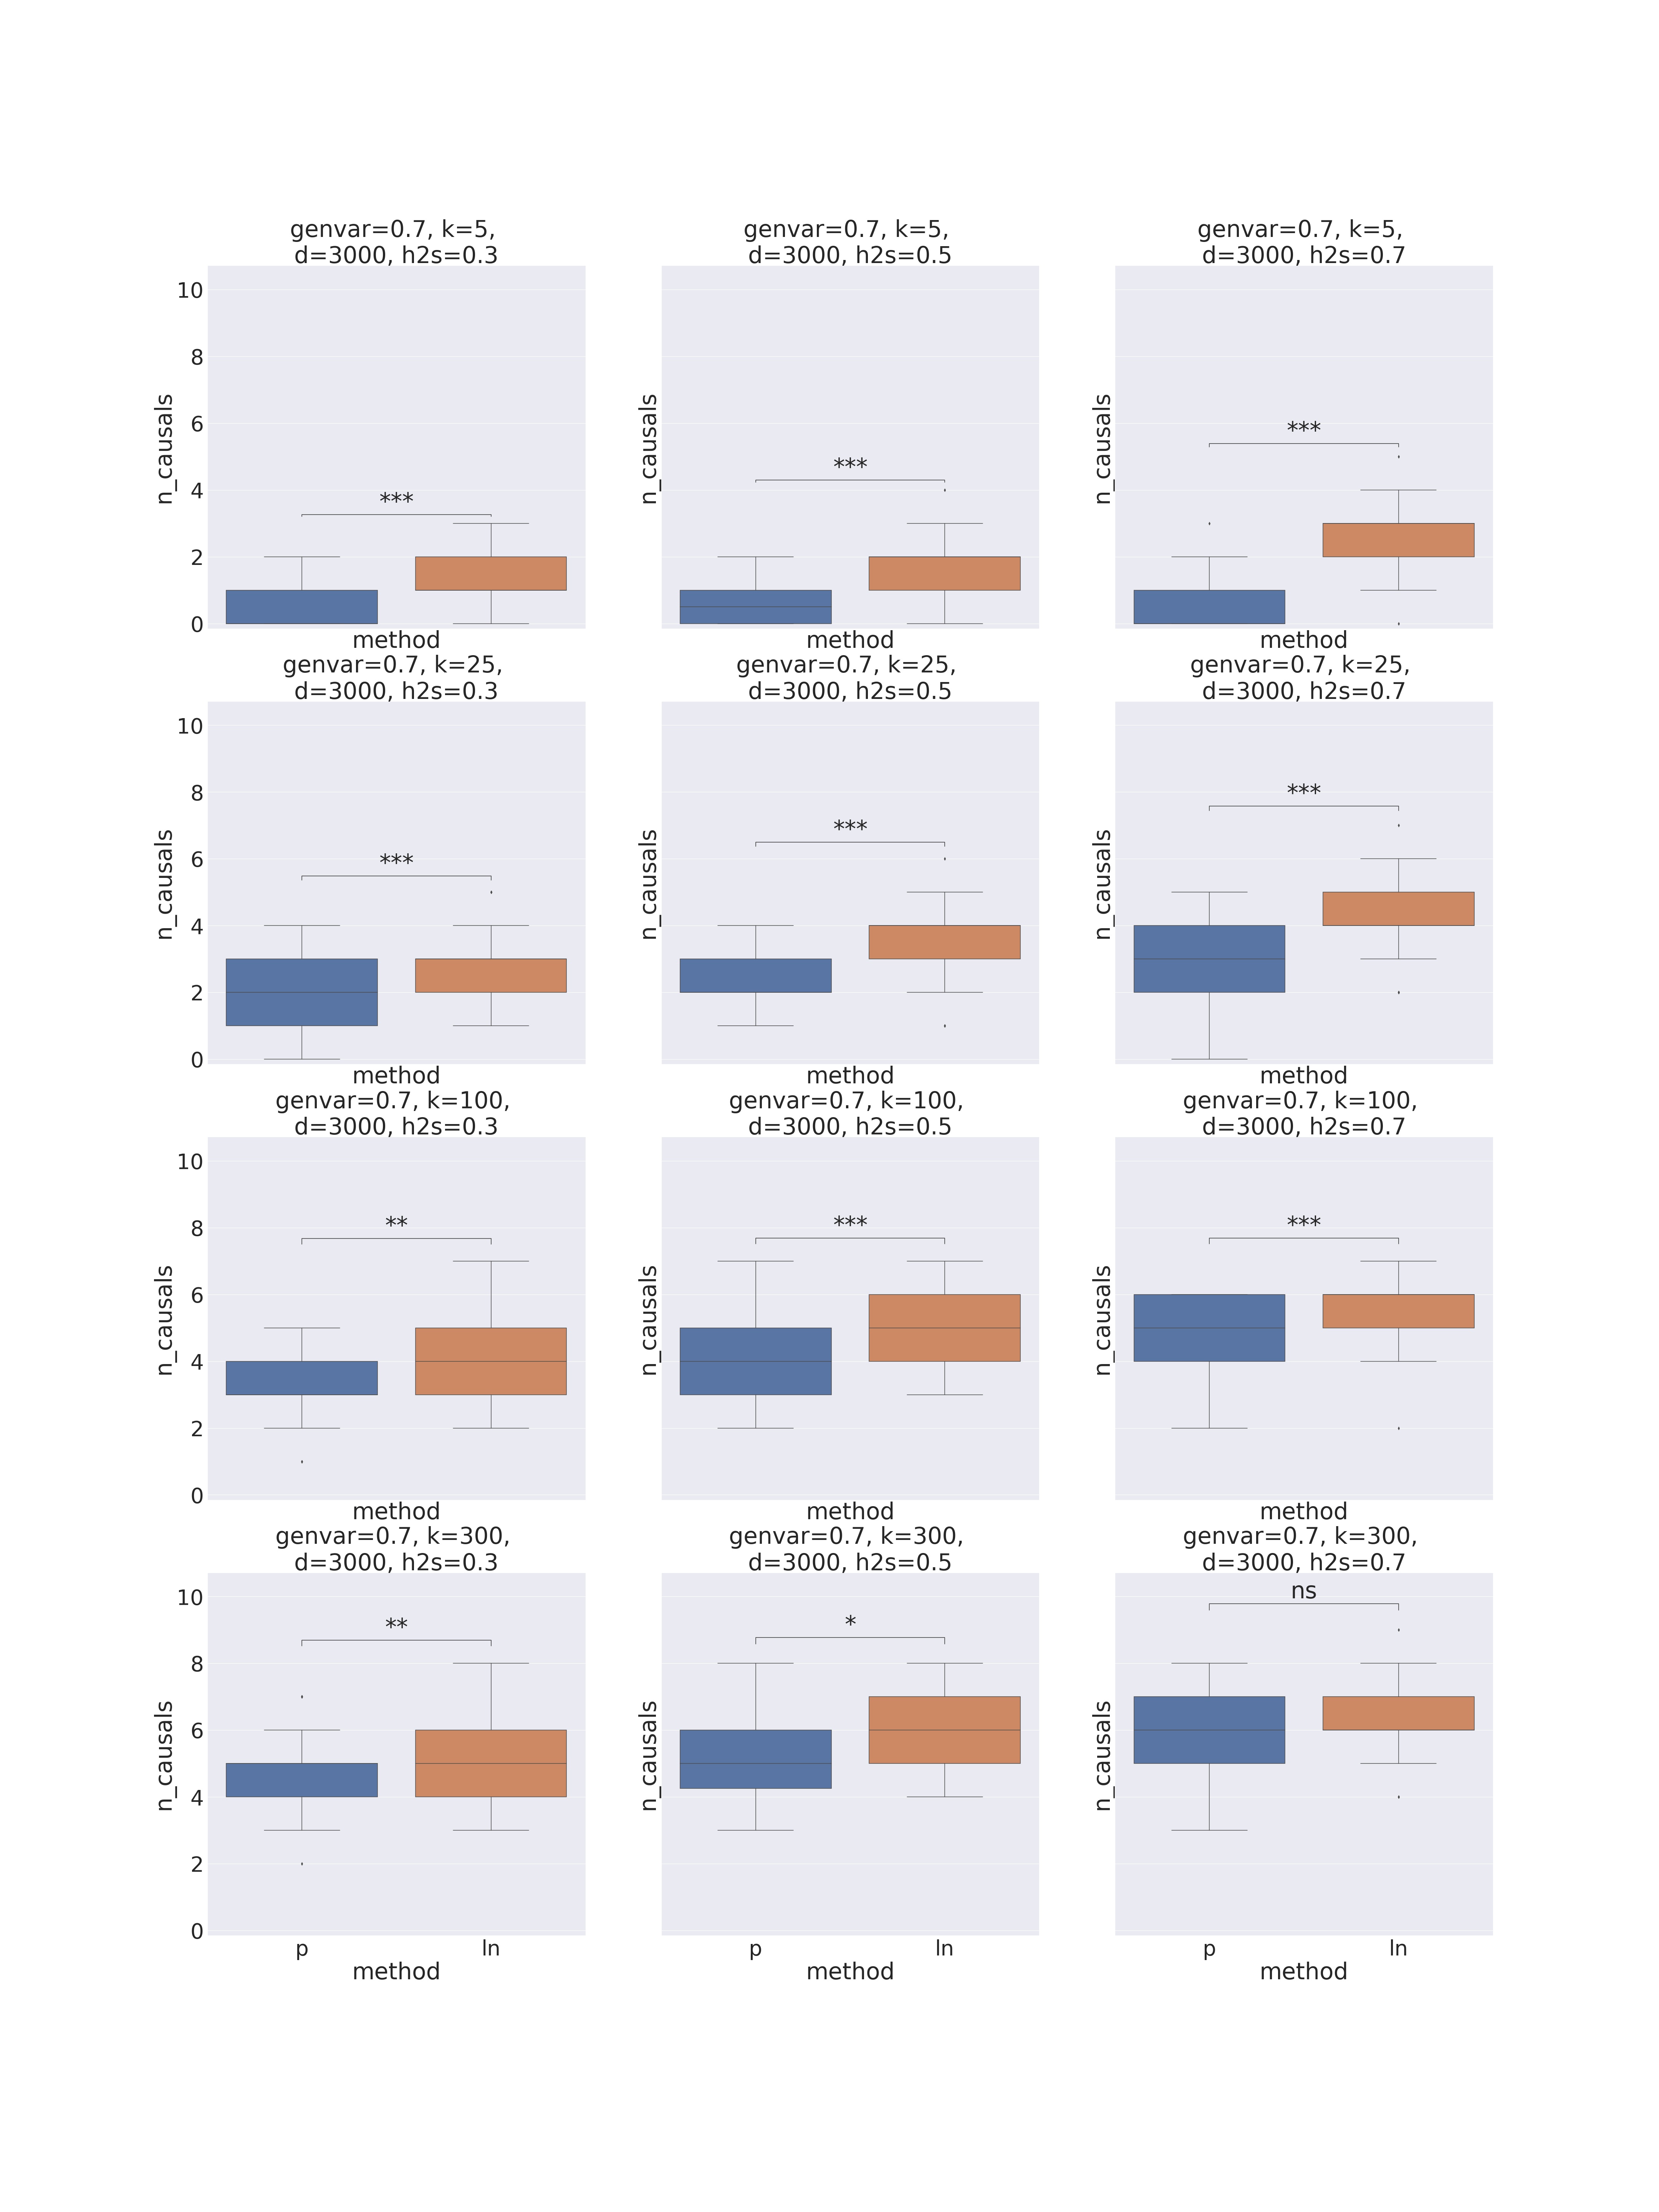 genvar=0.7, k=5,
d=3000, h2s=0.3
genvar=0.7, k=5,
d=3000, h2s=0.5
genvar=0.7, k=5,
d=3000, h2s=0.7
10
8
6
4
2
0
n_causals
***
method
n_causals
***
method
n_causals
***
method
genvar=0.7, k=25,
d=3000, h2s=0.3
genvar=0.7, k=25,
d=3000, h2s=0.5
genvar=0.7, k=25,
d=3000, h2s=0.7
10
8
6
4
2
0
n_causals
***
method
n_causals
***
method
n_causals
***
method
genvar=0.7, k=100,
d=3000, h2s=0.3
genvar=0.7, k=100,
d=3000, h2s=0.5
genvar=0.7, k=100,
d=3000, h2s=0.7
10
8
6
4
2
0
n_causals
**
method
n_causals
***
method
n_causals
***
method
genvar=0.7, k=300,
d=3000, h2s=0.3
genvar=0.7, k=300,
d=3000, h2s=0.5
genvar=0.7, k=300,
d=3000, h2s=0.7
10
8
6
4
2
0
n_causals
**
p
ln
method
n_causals
*
p
ln
method
n_causals
ns
p
ln
method